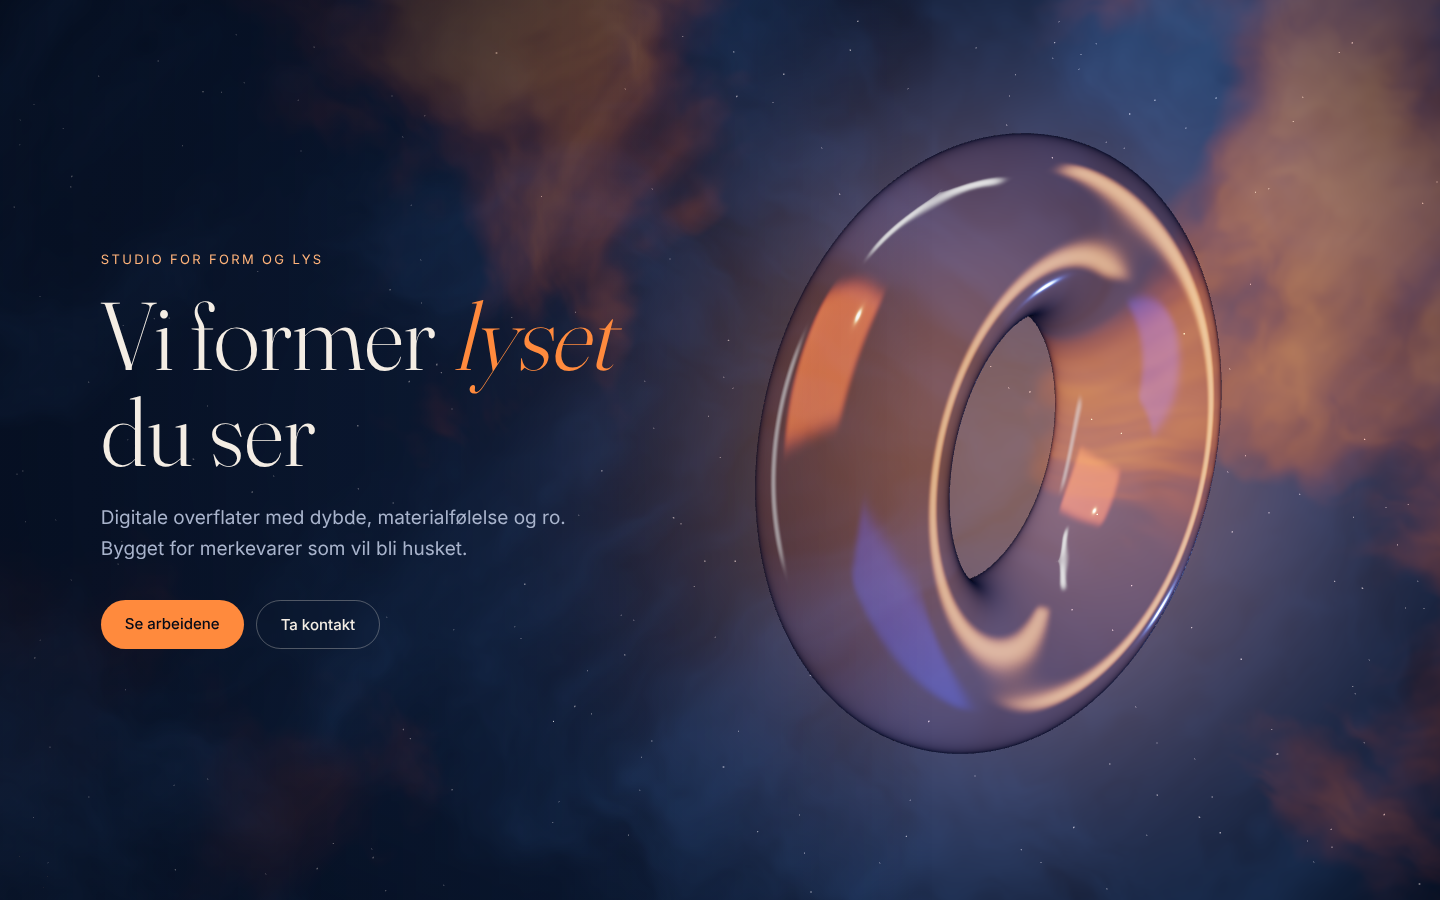 STUDIO FOR FORM OG LYS
Vi former lyset
du ser
Digitale overflater med dybde, materialfølelse og ro.
Bygget for merkevarer som vil bli husket.
Se arbeidene
Ta kontakt